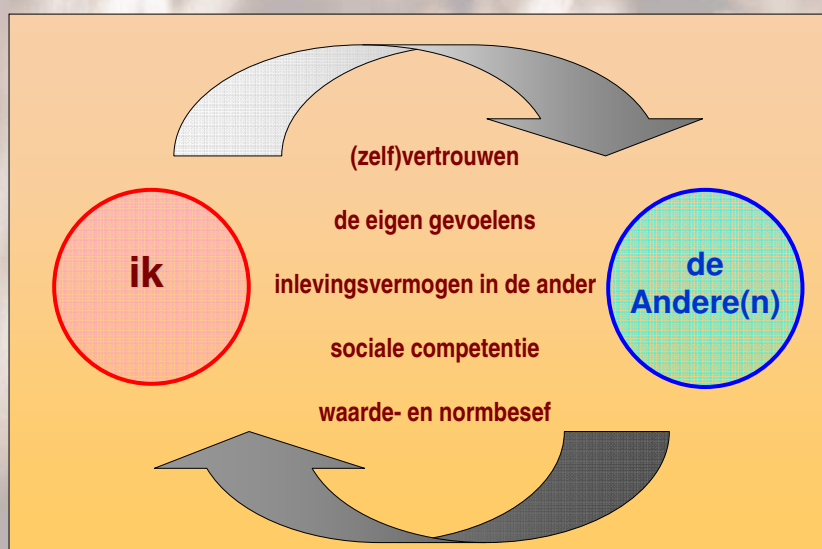 (zelf)vertrouwen
de eigen gevoelens
ik
inlevingsvermogen in de ander
de
Andere(n)
sociale competentie
waarde- en normbesef